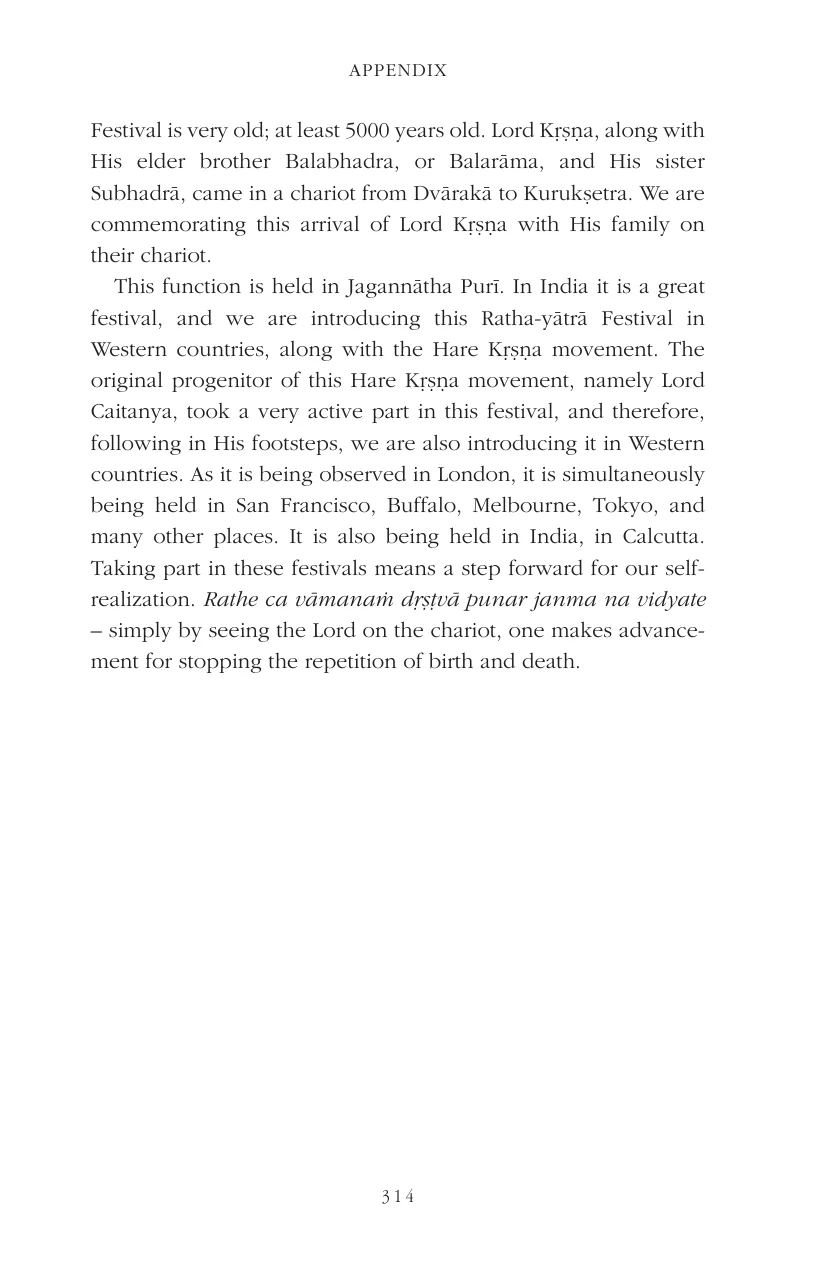 APPENDIX
Festival is very old; at least 5000 years old. Lord Kṛṣṇa, along with
His elder brother Balabhadra, or Balarāma, and His sister
Subhadrā, came in a chariot from Dvārakā to Kurukṣetra. We are
commemorating this arrival of Lord Kṛṣṇa with His family on
their chariot.
This function is held in Jagannātha Purī. In India it is a great
festival, and we are introducing this Ratha-yātrā Festival in
Western countries, along with the Hare Kṛṣṇa movement. The
original progenitor of this Hare Kṛṣṇa movement, namely Lord
Caitanya, took a very active part in this festival, and therefore,
following in His footsteps, we are also introducing it in Western
countries. As it is being observed in London, it is simultaneously
being held in San Francisco, Buffalo, Melbourne, Tokyo, and
many other places. It is also being held in India, in Calcutta.
Taking part in these festivals means a step forward for our self-
realization. Rathe ca vāmanaṁ dṛṣṭvā punar janma na vidyate
– simply by seeing the Lord on the chariot, one makes advance-
ment for stopping the repetition of birth and death.
314